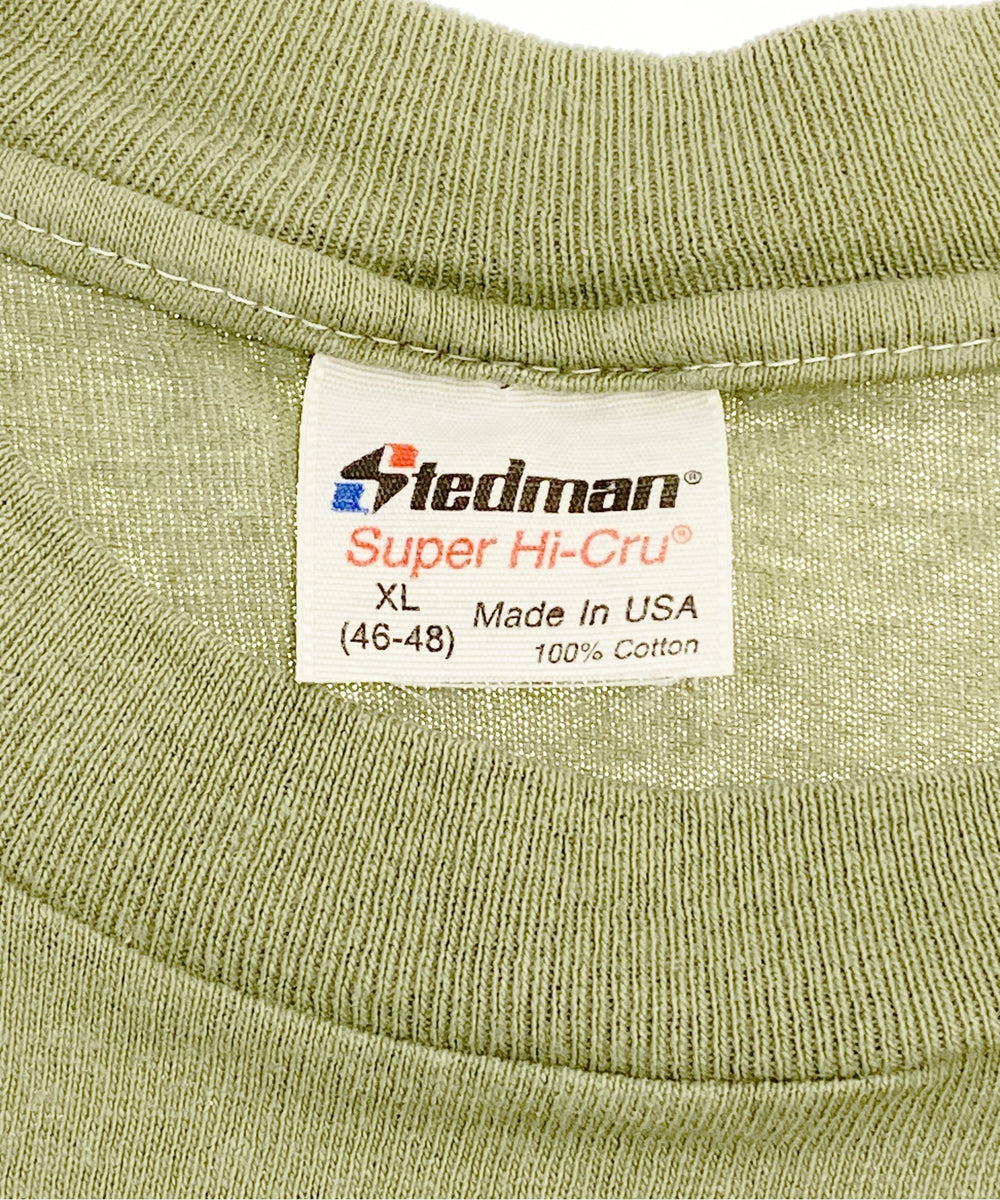 Stedman®
Super Hi-Cru®
XL
(46-48)
Made In USA
100% Cotton